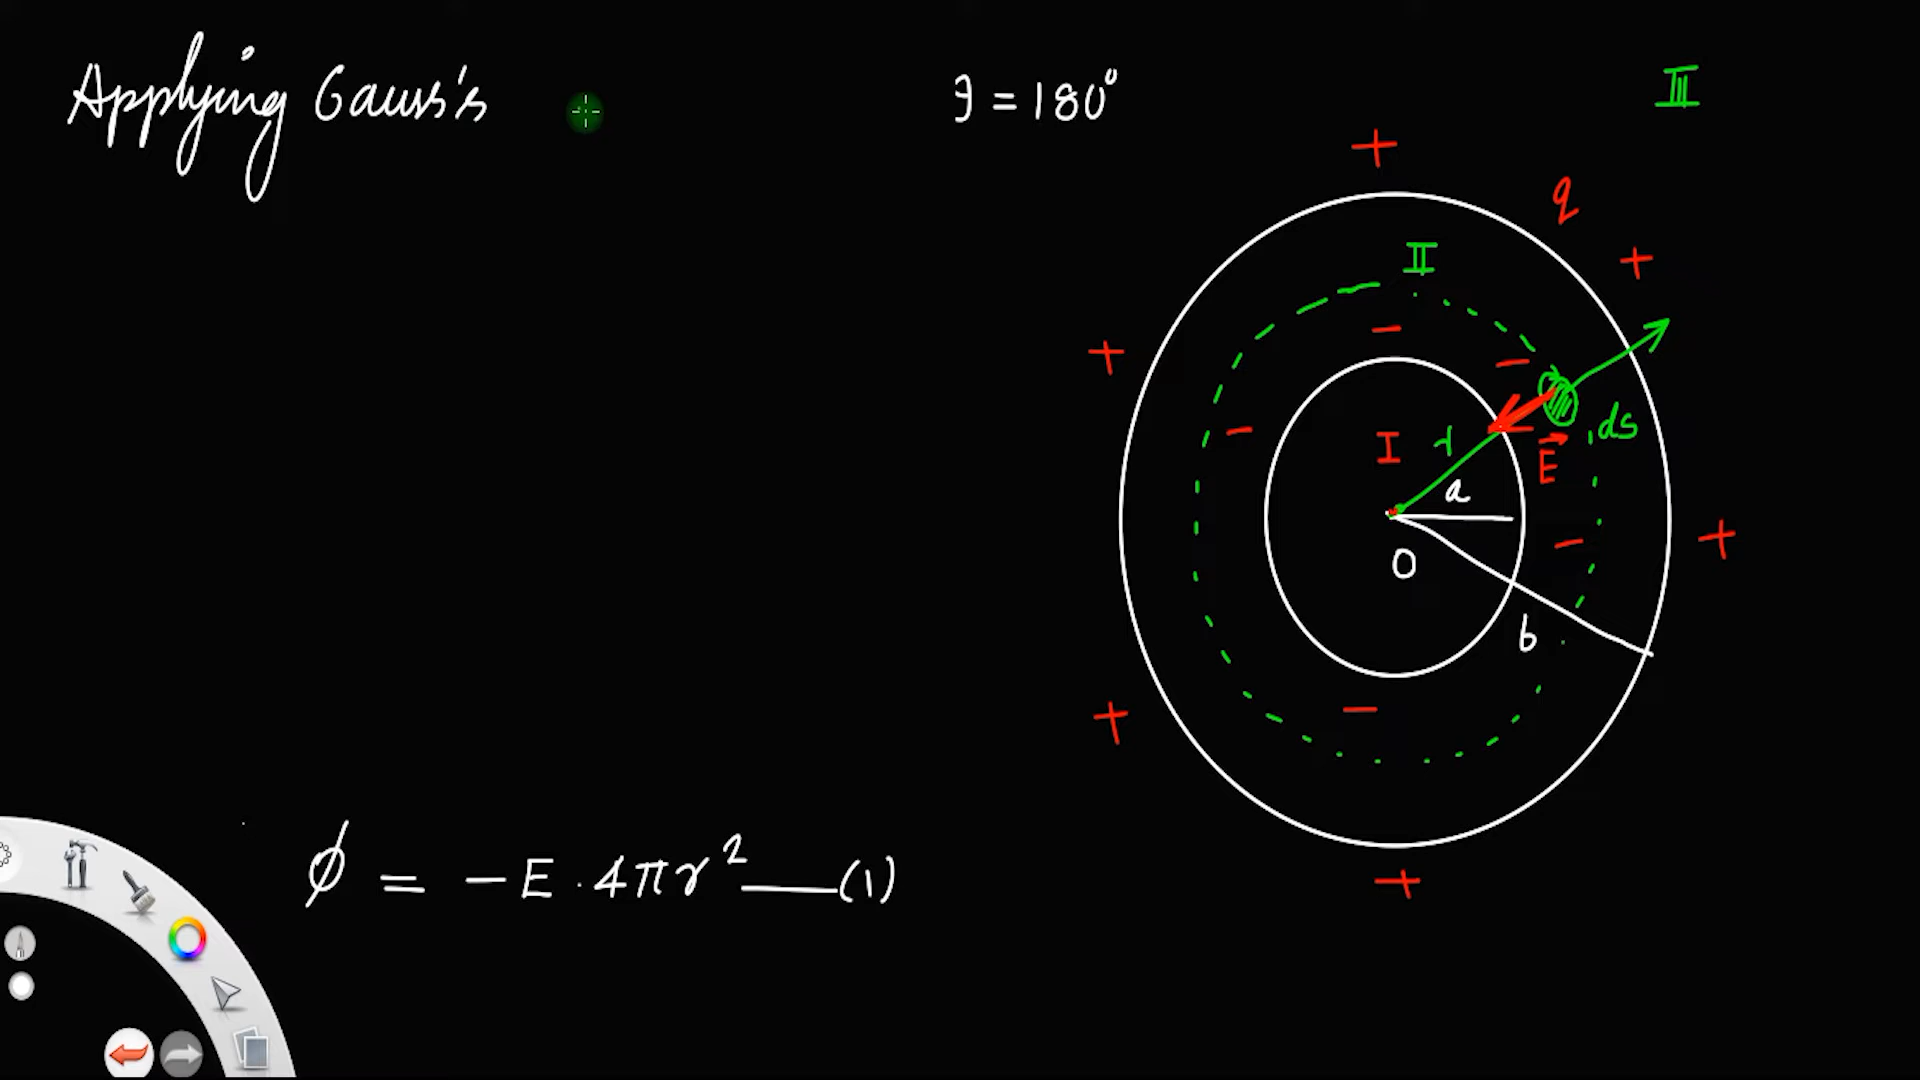 Applying Gauss's
θ = 180°
III
+
q
+
II
+
-
-
-
ds
I
r
E
a
+
O
-
b
-
+
ϕ = - E . 4πr² —— (1)
+